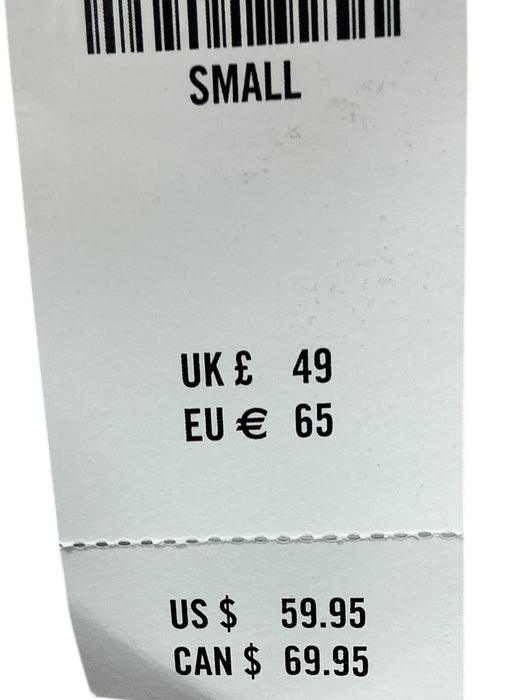 SMALL
UK £ 49
EU € 65
US $ 59.95
CAN $ 69.95